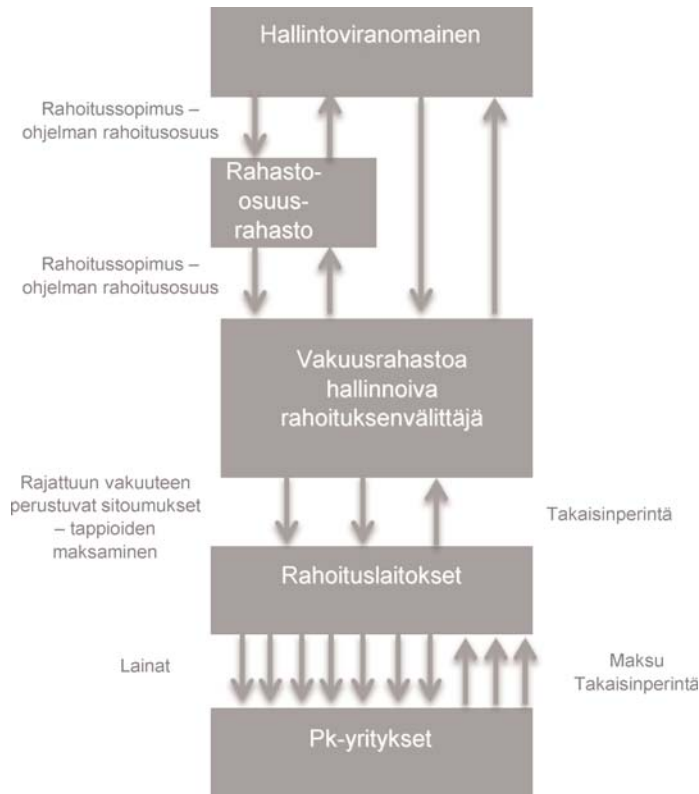 Hallintoviranomainen
Rahoitussopimus –
ohjelman rahoitusosuus
Rahasto-
osuus-
rahasto
Rahoitussopimus –
ohjelman rahoitusosuus
Vakuusrahastoa
hallinnoiva
rahoituksenvälittäjä
Rajattuun vakuuteen
perustuvat sitoumukset
– tappioiden
maksaminen
Takaisinperintä
Rahoituslaitokset
Lainat
Maksu
Takaisinperintä
Pk-yritykset